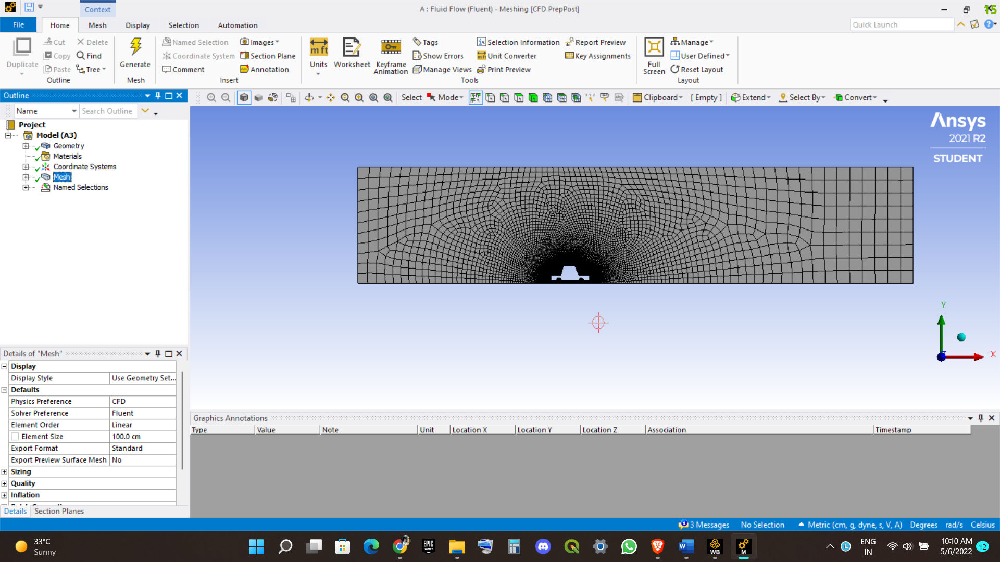 Context
A : Fluid Flow (Fluent) - Meshing [CFD PrepPost]
15
File Home Mesh Display Selection Automation
Quick Launch
Duplicate
Cut
Copy
Paste
Delete
Find
Tree
Outline
Generate
Mesh
Named Selection
Coordinate System
Comment
Images
Section Plane
Annotation
Insert
mft
Units
Worksheet
Keyframe
Animation
Tags
Show Errors
Manage Views
Selection Information
Unit Converter
Print Preview
Report Preview
Key Assignments
Tools
Full
Screen
Manage
User Defined
Reset Layout
Layout
Outline
Select Mode Clipboard [ Empty ] Extend Select By Convert
Name Search Outline
Project
Model (A3)
Geometry
Materials
Coordinate Systems
Mesh
Named Selections
Ansys
2021 R2
STUDENT
Y
X
Details of "Mesh"
Display
Display Style Use Geometry Set...
Defaults
Physics Preference CFD
Solver Preference Fluent
Element Order Linear
Element Size 100.0 cm
Export Format Standard
Export Preview Surface Mesh No
Sizing
Quality
Inflation
Details Section Planes
Graphics Annotations
Type Value Note Unit Location X Location Y Location Z Association Timestamp
3 Messages No Selection Metric (cm, g, dyne, s, V, A) Degrees rad/s Celsius
33°C
Sunny
EPIC
GAMES
W
WB
M
L
ENG
IN
10:10 AM
5/6/2022
12